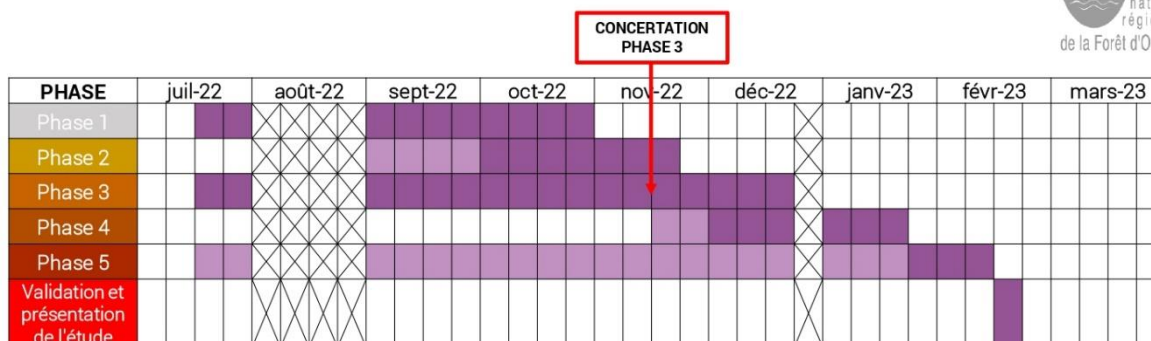 CONCERTATION
PHASE 3
de la Forêt d'O
PHASE juil-22 août-22 sept-22 oct-22 nov-22 déc-22 janv-23 févr-23 mars-23
Phase 1
Phase 2
Phase 3
Phase 4
Phase 5
Validation et
présentation
de l'étude